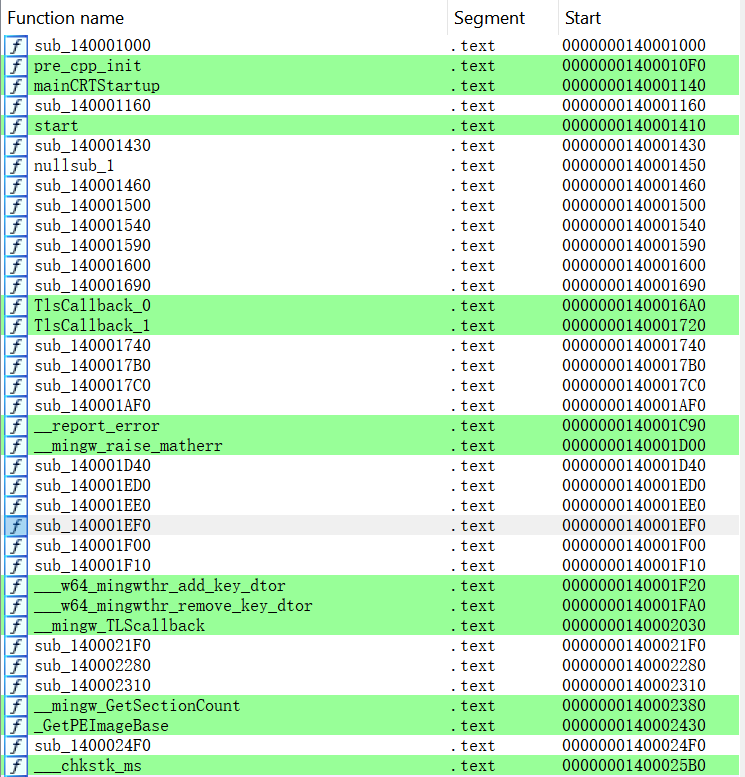 Function name Segment Start
f sub_140001000 .text 0000000140001000
f pre_cpp_init .text 00000001400010F0
f mainCRTStartup .text 0000000140001140
f sub_140001160 .text 0000000140001160
f start .text 0000000140001410
f sub_140001430 .text 0000000140001430
f nullsub_1 .text 0000000140001450
f sub_140001460 .text 0000000140001460
f sub_140001500 .text 0000000140001500
f sub_140001540 .text 0000000140001540
f sub_140001590 .text 0000000140001590
f sub_140001600 .text 0000000140001600
f sub_140001690 .text 0000000140001690
f TlsCallback_0 .text 00000001400016A0
f TlsCallback_1 .text 0000000140001720
f sub_140001740 .text 0000000140001740
f sub_1400017B0 .text 00000001400017B0
f sub_1400017C0 .text 00000001400017C0
f sub_140001AF0 .text 0000000140001AF0
f __report_error .text 0000000140001C90
f __mingw_raise_matherr .text 0000000140001D00
f sub_140001D40 .text 0000000140001D40
f sub_140001ED0 .text 0000000140001ED0
f sub_140001EE0 .text 0000000140001EE0
f sub_140001EF0 .text 0000000140001EF0
f sub_140001F00 .text 0000000140001F00
f sub_140001F10 .text 0000000140001F10
f ___w64_mingwthr_add_key_dtor .text 0000000140001F20
f ___w64_mingwthr_remove_key_dtor .text 0000000140001FA0
f __mingw_TLScallback .text 0000000140002030
f sub_1400021F0 .text 00000001400021F0
f sub_140002280 .text 0000000140002280
f sub_140002310 .text 0000000140002310
f __mingw_GetSectionCount .text 0000000140002380
f _GetPEImageBase .text 0000000140002430
f sub_1400024F0 .text 00000001400024F0
f ___chkstk_ms .text 00000001400025B0